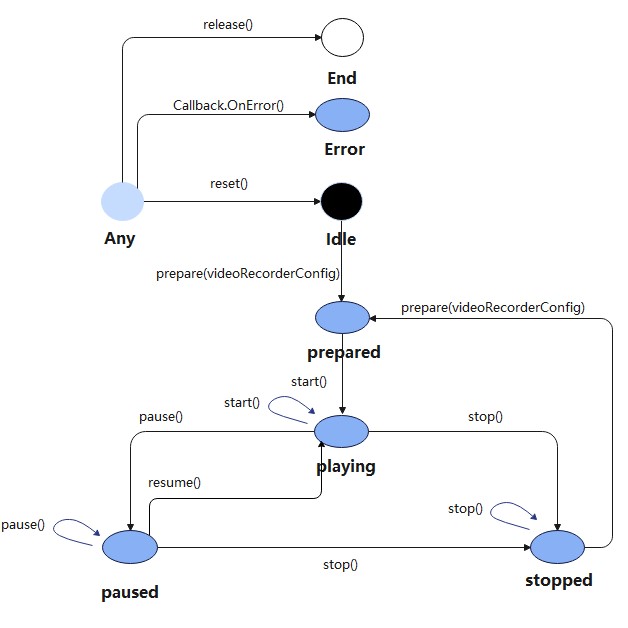 release()
End
Callback.OnError()
Error
reset()
Any
Idle
prepare(videoRecorderConfig)
prepare(videoRecorderConfig)
prepared
start()
start()
pause()
stop()
playing
resume()
stop()
pause()
stop()
stopped
paused